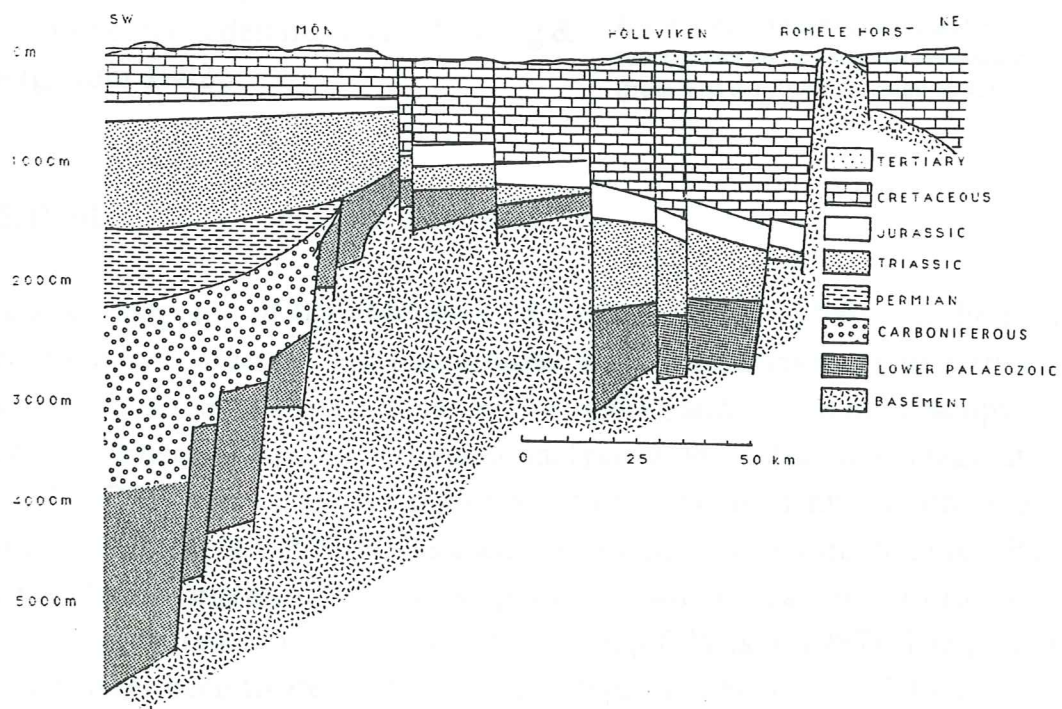 SW
NE
MÖN
HÖLLVIKEN
ROMELE HORST
0m
1000m
2000m
3000m
4000m
5000m
TERTIARY
CRETACEOUS
JURASSIC
TRIASSIC
PERMIAN
CARBONIFEROUS
LOWER PALAEOZOIC
BASEMENT
0 25 50 km